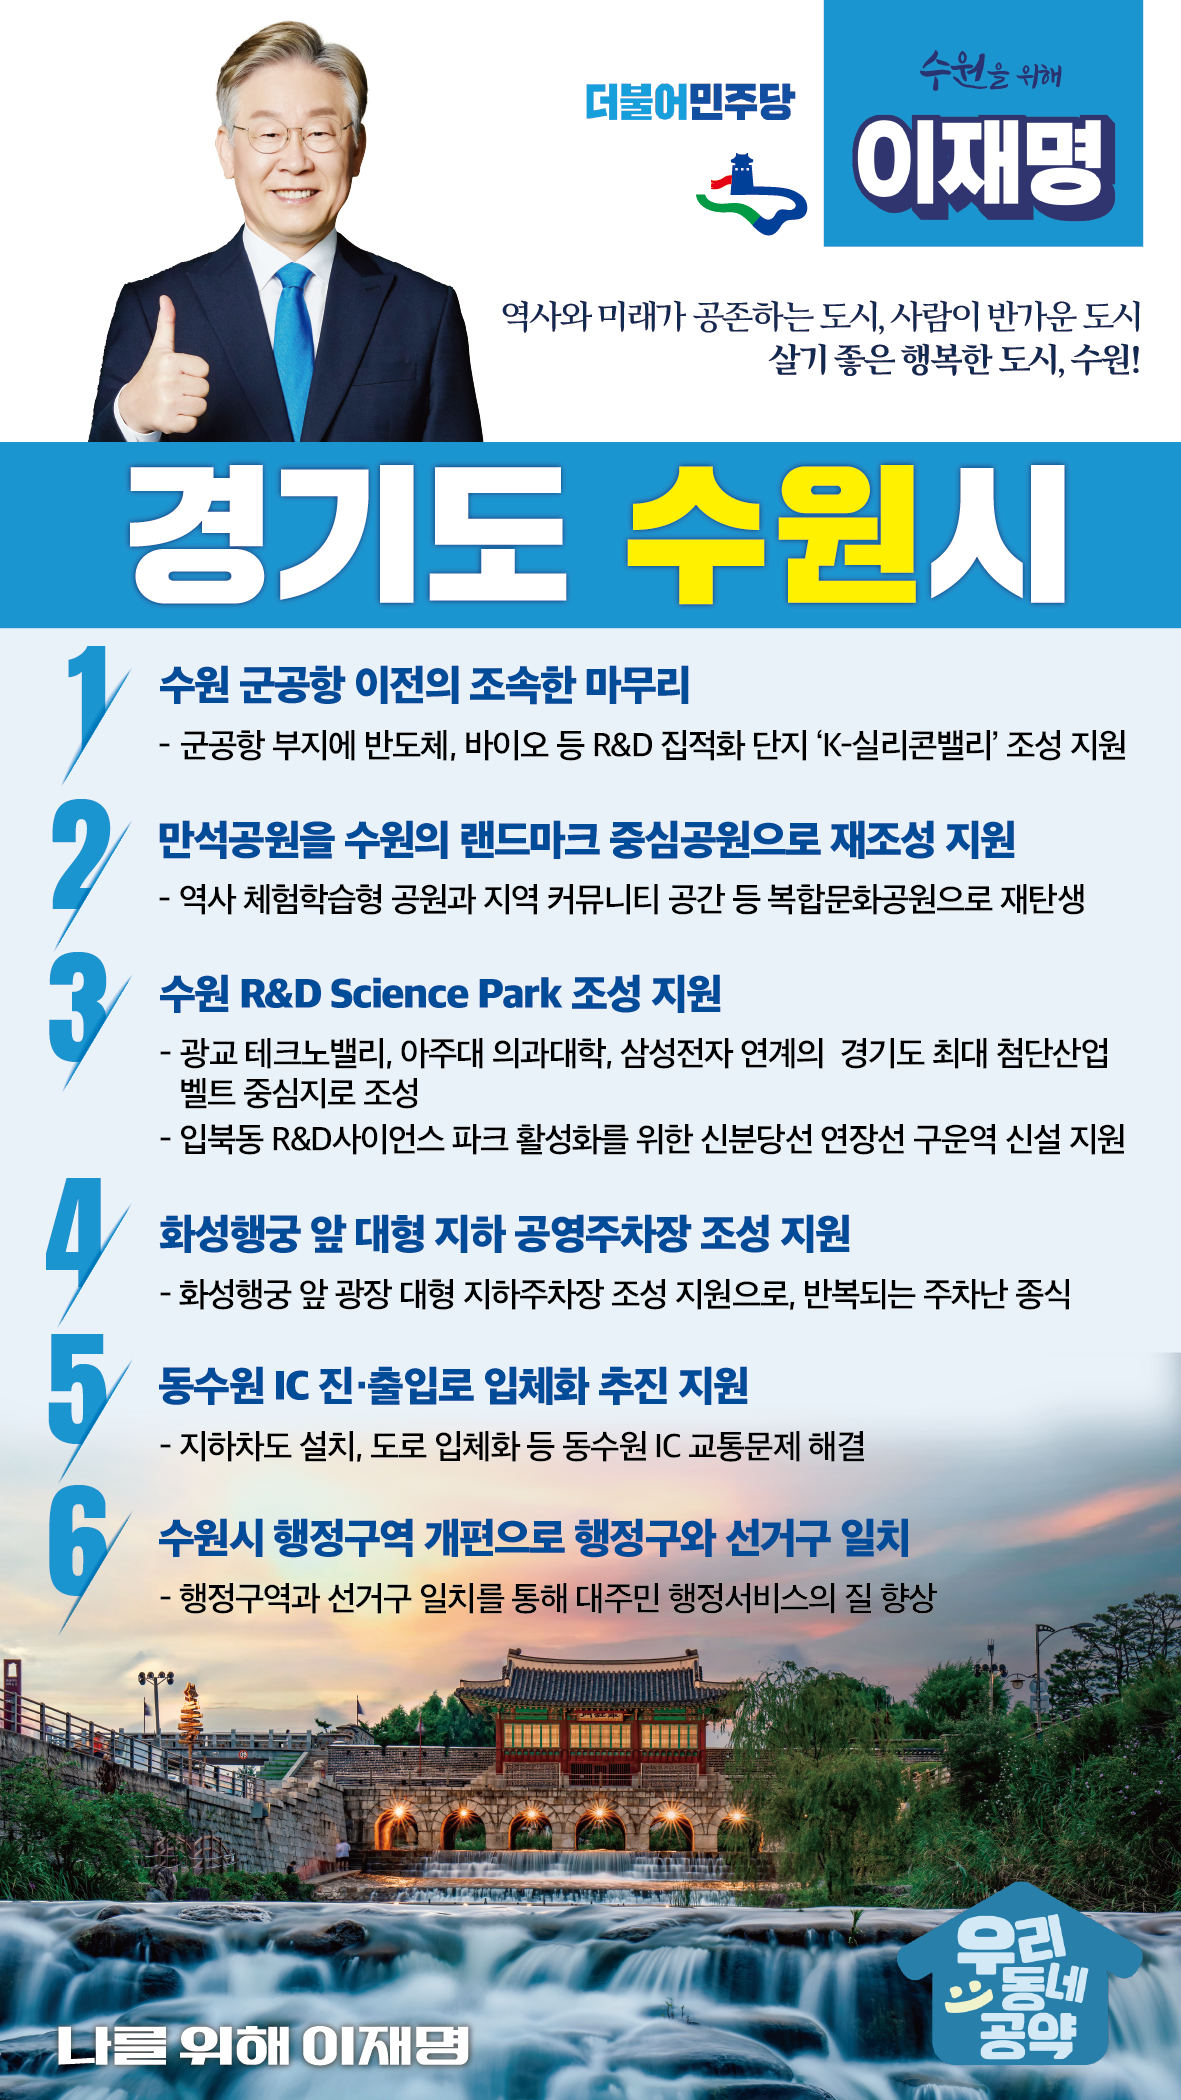 더불어민주당
수원을 위해
이재명
역사와 미래가 공존하는 도시, 사람이 반가운 도시
살기 좋은 행복한 도시, 수원!
경기도 수원시
1
수원 군공항 이전의 조속한 마무리
- 군공항 부지에 반도체, 바이오 등 R&D 집적화 단지 ‘K-실리콘밸리’ 조성 지원
2
만석공원을 수원의 랜드마크 중심공원으로 재조성 지원
- 역사 체험학습형 공원과 지역 커뮤니티 공간 등 복합문화공원으로 재탄생
3
수원 R&D Science Park 조성 지원
- 광교 테크노밸리, 아주대 의과대학, 삼성전자 연계의 경기도 최대 첨단산업
벨트 중심지로 조성
- 입북동 R&D사이언스 파크 활성화를 위한 신분당선 연장선 구운역 신설 지원
4
화성행궁 앞 대형 지하 공영주차장 조성 지원
- 화성행궁 앞 광장 대형 지하주차장 조성 지원으로, 반복되는 주차난 종식
5
동수원 IC 진·출입로 입체화 추진 지원
- 지하차도 설치, 도로 입체화 등 동수원 IC 교통문제 해결
6
수원시 행정구역 개편으로 행정구와 선거구 일치
- 행정구역과 선거구 일치를 통해 대주민 행정서비스의 질 향상
우리
동네
공약
나를 위해 이재명